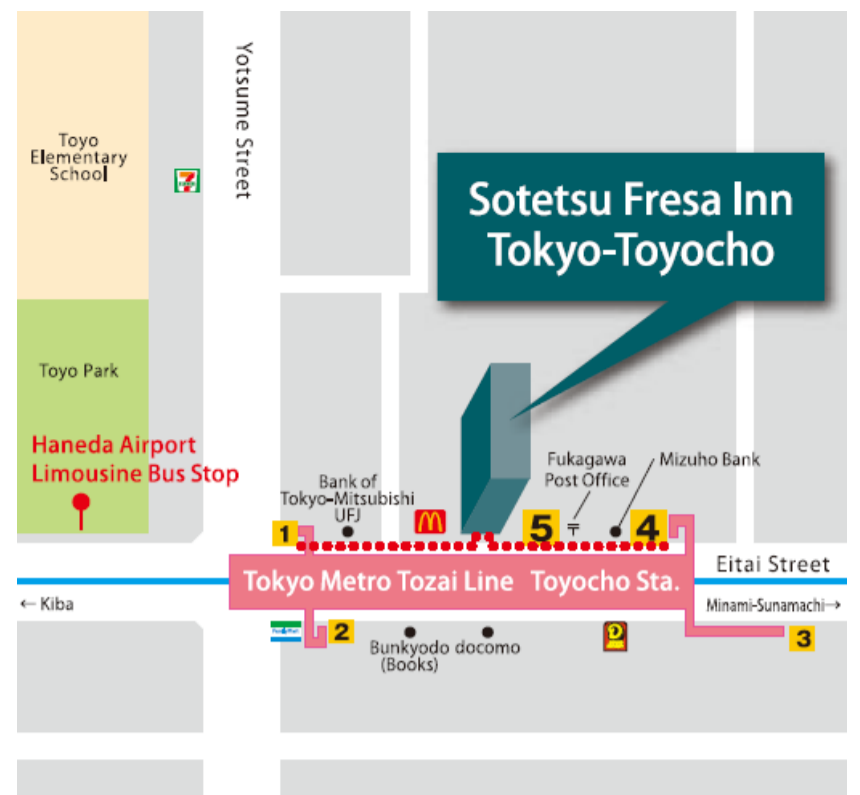 Yotsume Street
Toyo
Elementary
School
7
Sotetsu Fresa Inn
Tokyo-Toyocho
Toyo Park
Haneda Airport
Limousine Bus Stop
Bank of
Tokyo-Mitsubishi
UFJ
Fukagawa
Post Office
Mizuho Bank
1
5
〒
4
Tokyo Metro Tozai Line Toyocho Sta.
Eitai Street
← Kiba
Minami-Sunamachi→
FamilyMart
2
Bunkyodo
(Books)
docomo
3